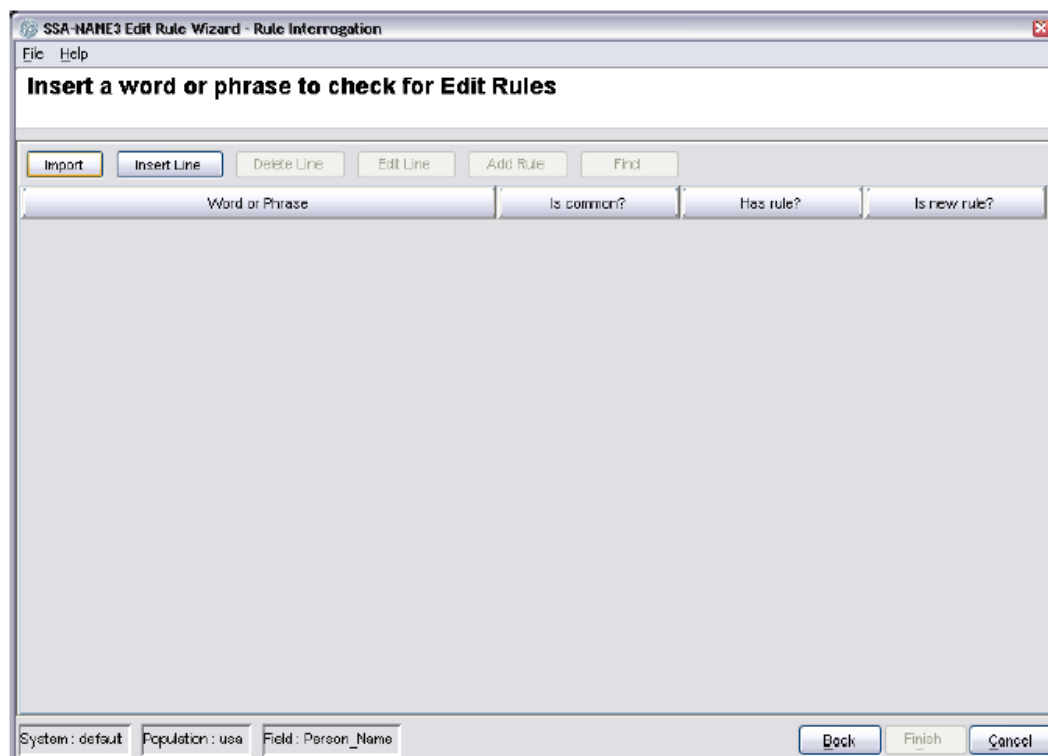 SSA-NAME3 Edit Rule Wizard - Rule Interrogation
File Help
Insert a word or phrase to check for Edit Rules
Import Insert Line Delete Line Edit Line Add Rule Find
Word or Phrase Is common? Has rule? Is new rule?
System : default Population : usa Field : Person_Name Back Finish Cancel